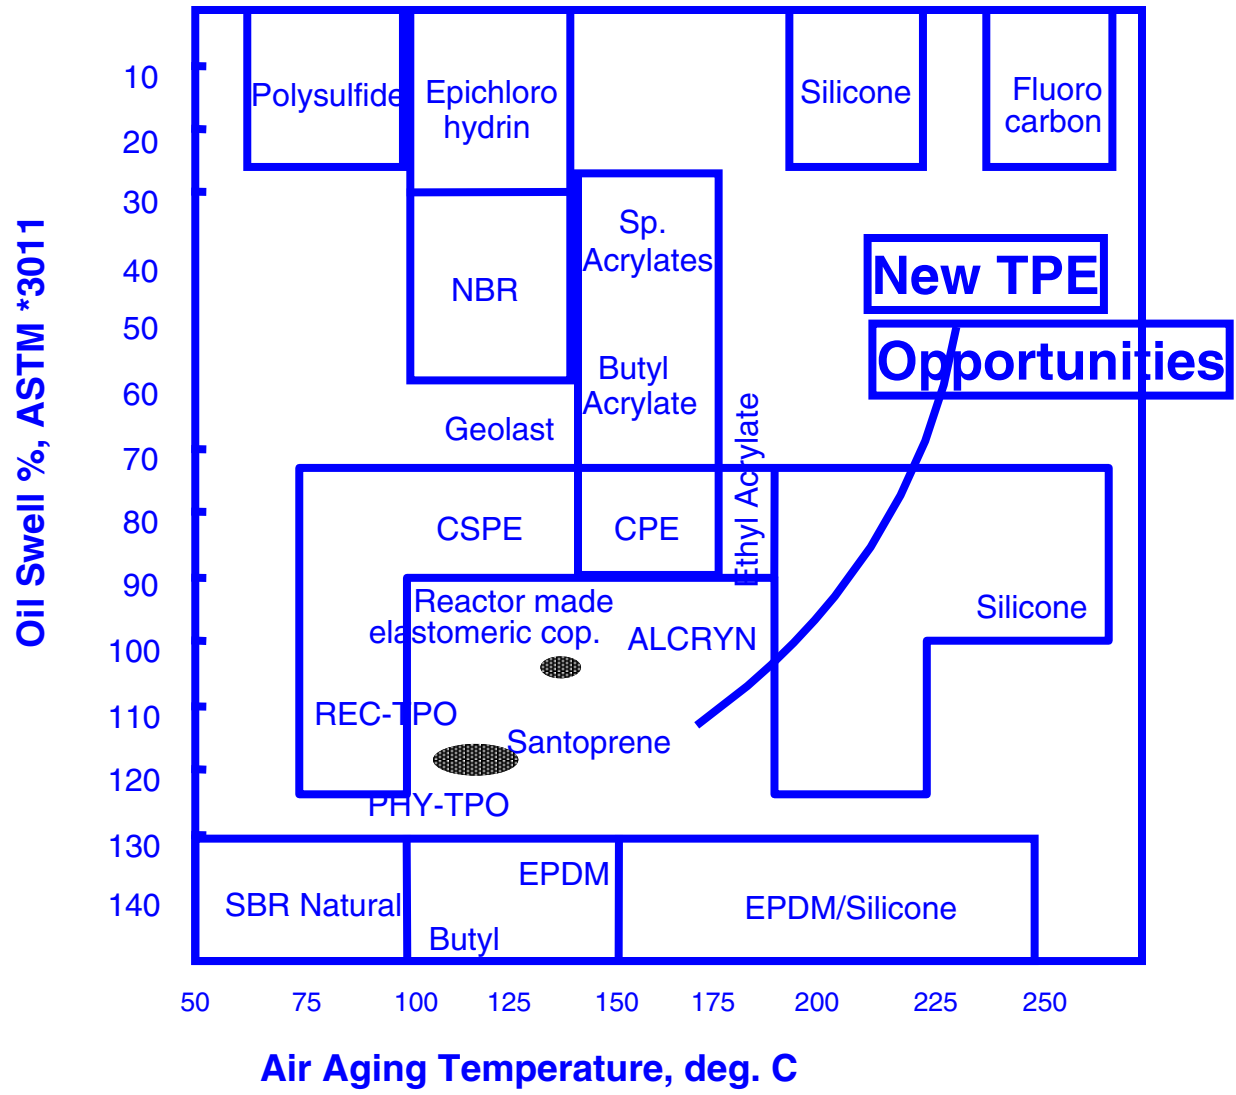 Oil Swell %, ASTM *3011
10
20
30
40
50
60
70
80
90
100
110
120
130
140
Polysulfide
Epichloro
hydrin
Silicone
Fluoro
carbon
Sp.
Acrylates
NBR
New TPE
Opportunities
Butyl
Acrylate
Geolast
Ethyl Acrylate
CSPE
CPE
Reactor made
elastomeric cop.
ALCRYN
Silicone
REC-TPO
Santoprene
PHY-TPO
EPDM
SBR Natural
Butyl
EPDM/Silicone
50 75 100 125 150 175 200 225 250
Air Aging Temperature, deg. C